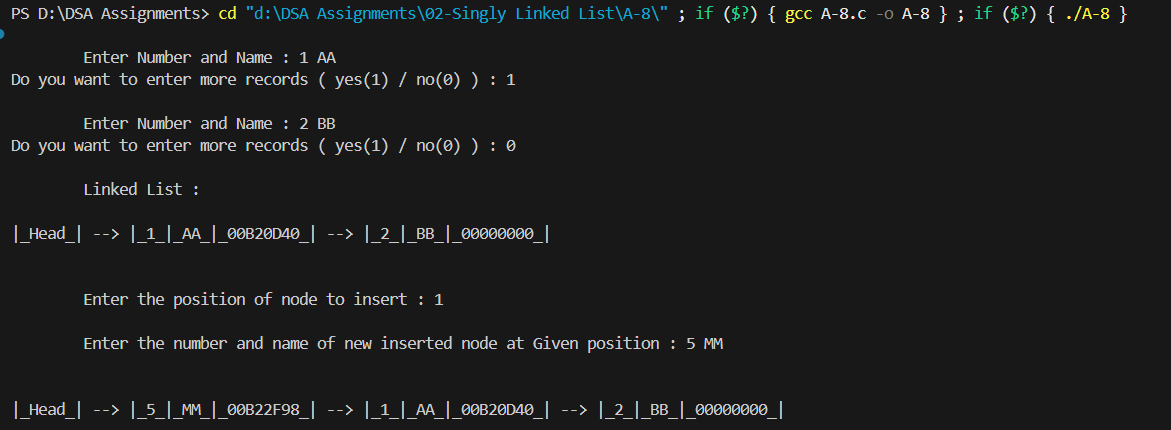 PS D:\DSA Assignments> cd "d:\DSA Assignments\02-Singly Linked List\A-8\" ; if ($?) { gcc A-8.c -o A-8 } ; if ($?) { ./A-8 }
Enter Number and Name : 1 AA
Do you want to enter more records ( yes(1) / no(0) ) : 1
Enter Number and Name : 2 BB
Do you want to enter more records ( yes(1) / no(0) ) : 0
Linked List :
|_Head_| --> |_1_|_AA_|_00B20D40_| --> |_2_|_BB_|_00000000_|
Enter the position of node to insert : 1
Enter the number and name of new inserted node at Given position : 5 MM
|_Head_| --> |_5_|_MM_|_00B22F98_| --> |_1_|_AA_|_00B20D40_| --> |_2_|_BB_|_00000000_|